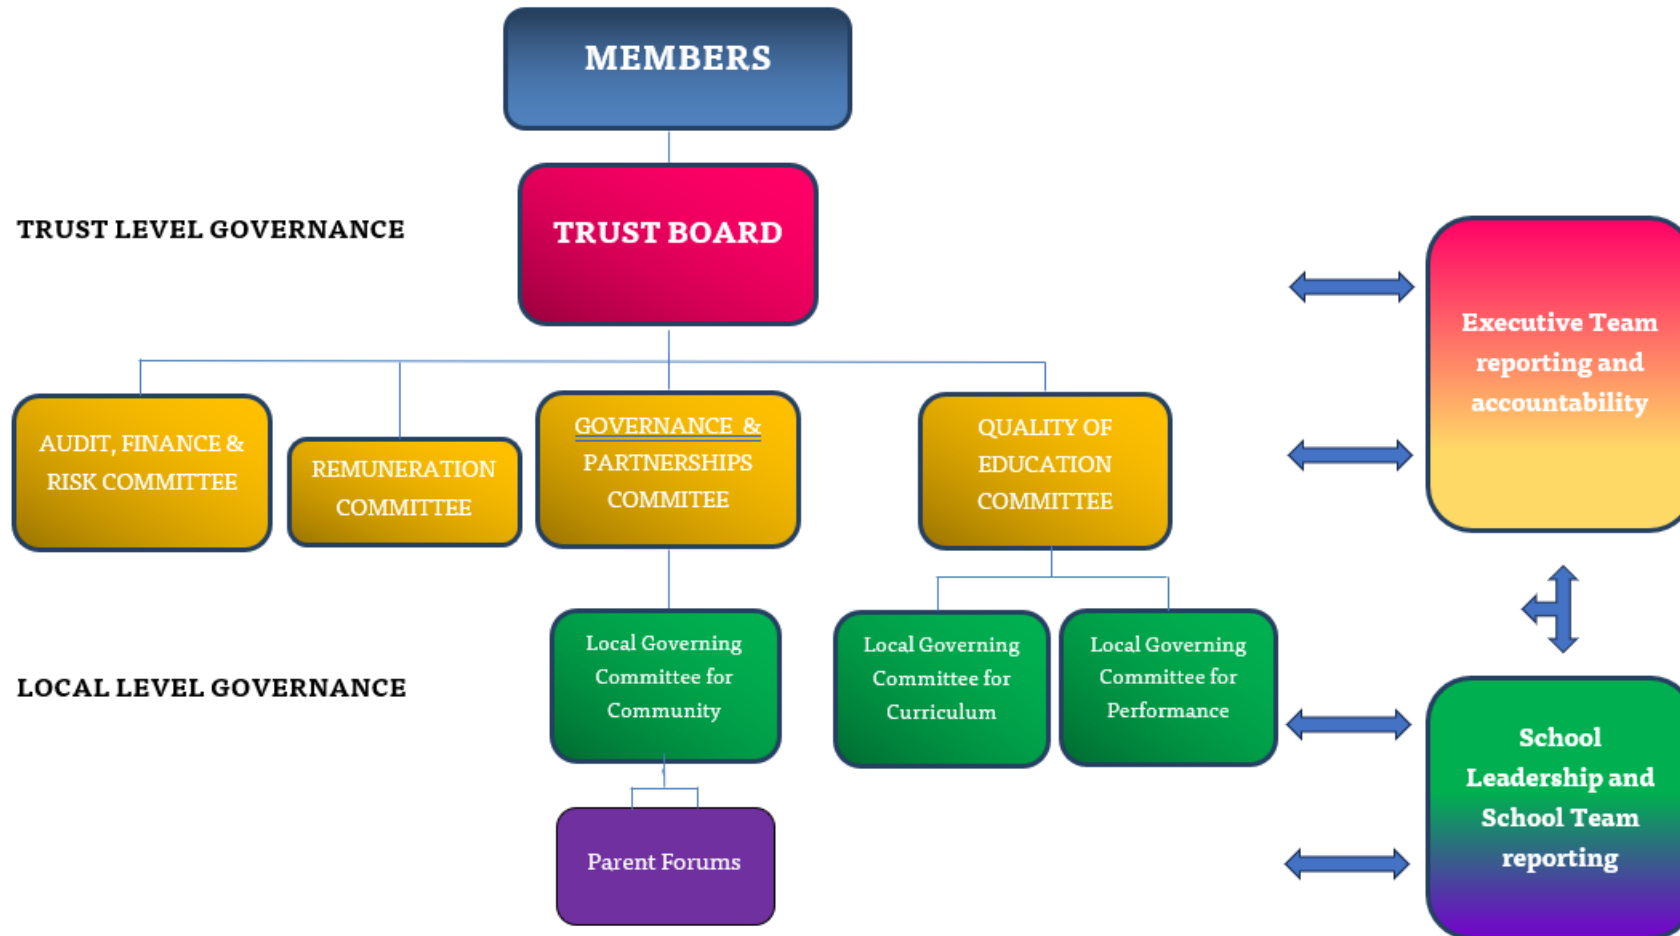 MEMBERS
TRUST LEVEL GOVERNANCE
TRUST BOARD
Executive Team
reporting and
accountability
AUDIT, FINANCE &
RISK COMMITTEE
REMUNERATION
COMMITTEE
GOVERNANCE &
PARTNERSHIPS
COMMITEE
QUALITY OF
EDUCATION
COMMITTEE
LOCAL LEVEL GOVERNANCE
Local Governing
Committee for
Community
Local Governing
Committee for
Curriculum
Local Governing
Committee for
Performance
School
Leadership and
School Team
reporting
Parent Forums